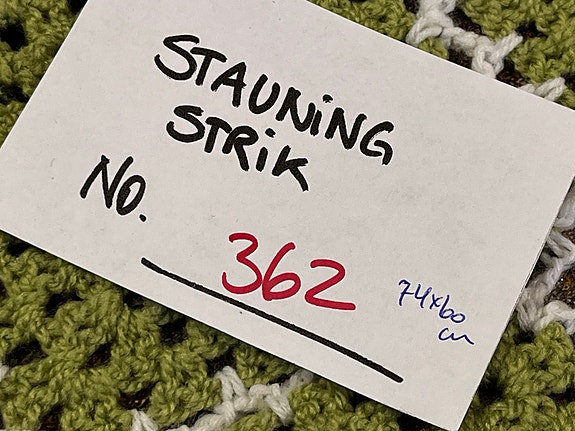 STAUNING
STRIK
NO. 362
74x60
cm